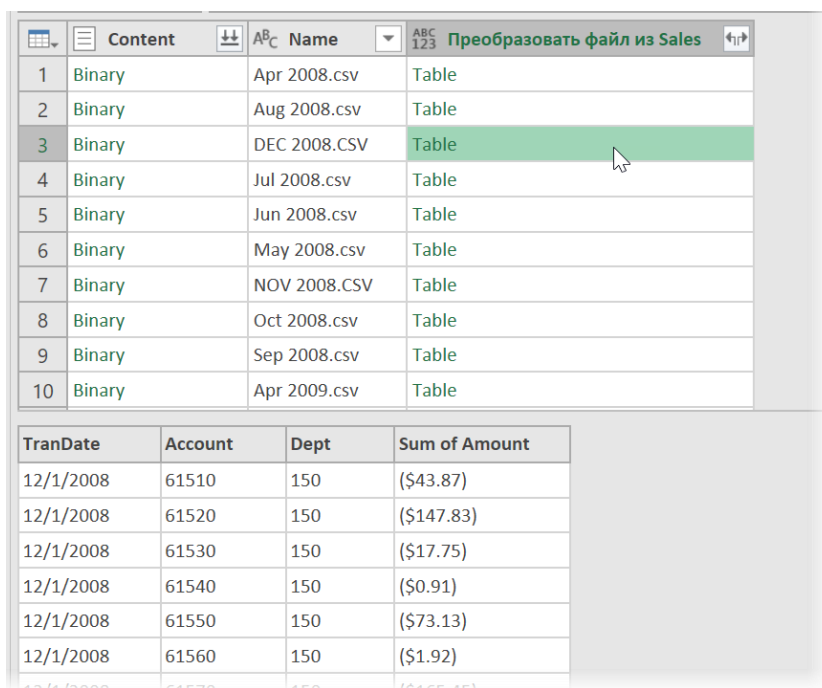 Content ABC Name ABC 123 Преобразовать файл из Sales
1 Binary Apr 2008.csv Table
2 Binary Aug 2008.csv Table
3 Binary DEC 2008.CSV Table
4 Binary Jul 2008.csv Table
5 Binary Jun 2008.csv Table
6 Binary May 2008.csv Table
7 Binary NOV 2008.CSV Table
8 Binary Oct 2008.csv Table
9 Binary Sep 2008.csv Table
10 Binary Apr 2009.csv Table
TranDate Account Dept Sum of Amount
12/1/2008 61510 150 ($43.87)
12/1/2008 61520 150 ($147.83)
12/1/2008 61530 150 ($17.75)
12/1/2008 61540 150 ($0.91)
12/1/2008 61550 150 ($73.13)
12/1/2008 61560 150 ($1.92)